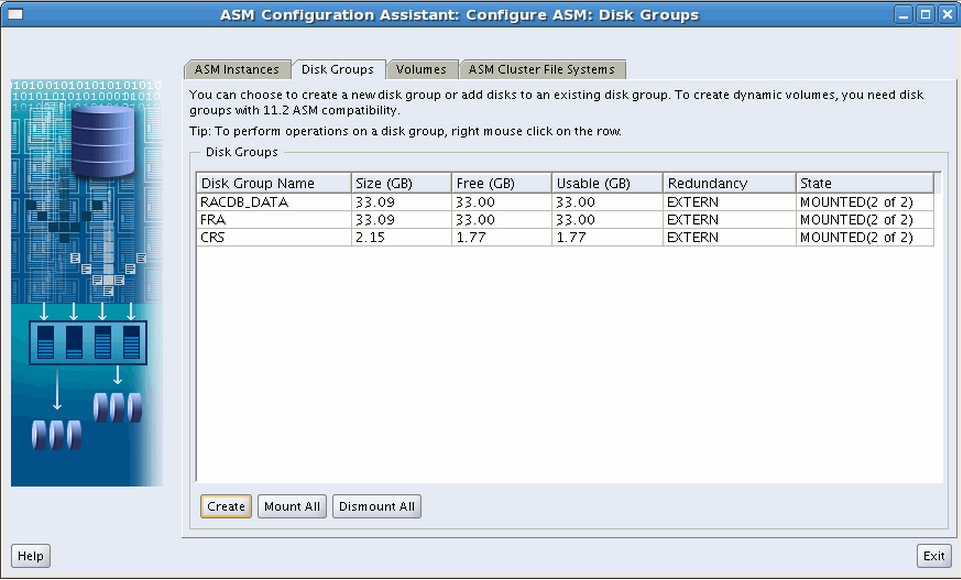 ASM Configuration Assistant: Configure ASM: Disk Groups
ASM Instances Disk Groups Volumes ASM Cluster File Systems
You can choose to create a new disk group or add disks to an existing disk group. To create dynamic volumes, you need disk
groups with 11.2 ASM compatibility.
Tip: To perform operations on a disk group, right mouse click on the row.
Disk Groups
Disk Group Name Size (GB) Free (GB) Usable (GB) Redundancy State
RACDB_DATA 33.09 33.00 33.00 EXTERN MOUNTED(2 of 2)
FRA 33.09 33.00 33.00 EXTERN MOUNTED(2 of 2)
CRS 2.15 1.77 1.77 EXTERN MOUNTED(2 of 2)
Create Mount All Dismount All
Help Exit